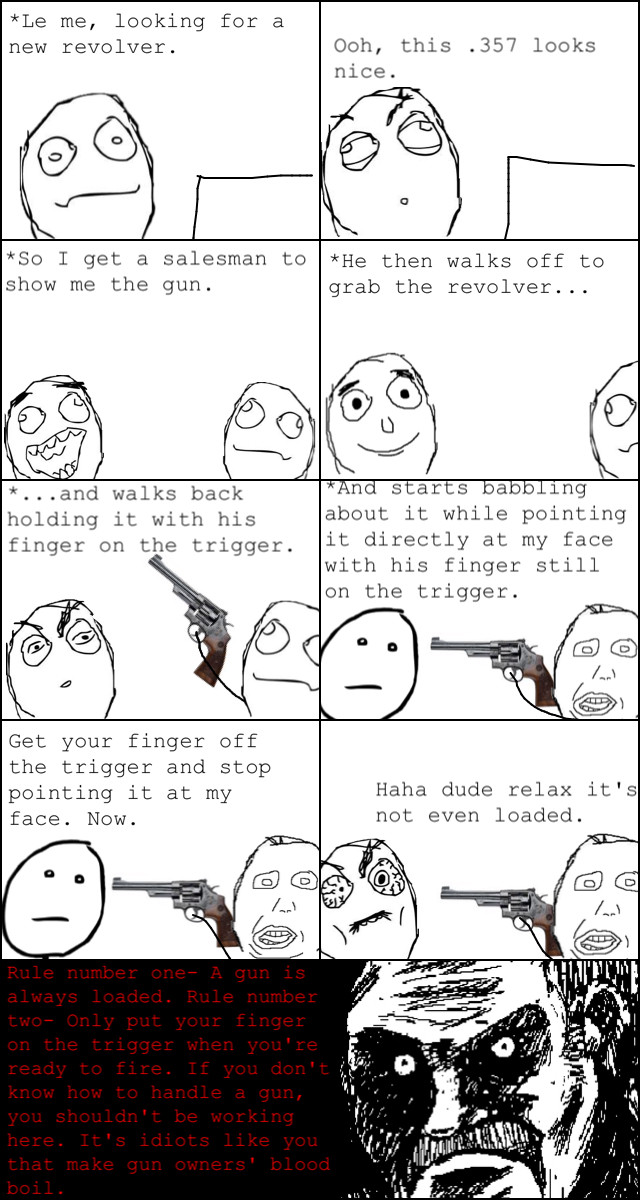 *Le me, looking for a
new revolver.
Ooh, this .357 looks
nice.
*So I get a salesman to
show me the gun.
*He then walks off to
grab the revolver...
*...and walks back
holding it with his
finger on the trigger.
*And starts babbling
about it while pointing
it directly at my face
with his finger still
on the trigger.
Get your finger off
the trigger and stop
pointing it at my
face. Now.
Haha dude relax it's
not even loaded.
Rule number one- A gun is
always loaded. Rule number
two- Only put your finger
on the trigger when you're
ready to fire. If you don't
know how to handle a gun,
you shouldn't be working
here. It's idiots like you
that make gun owners' blood
boil.